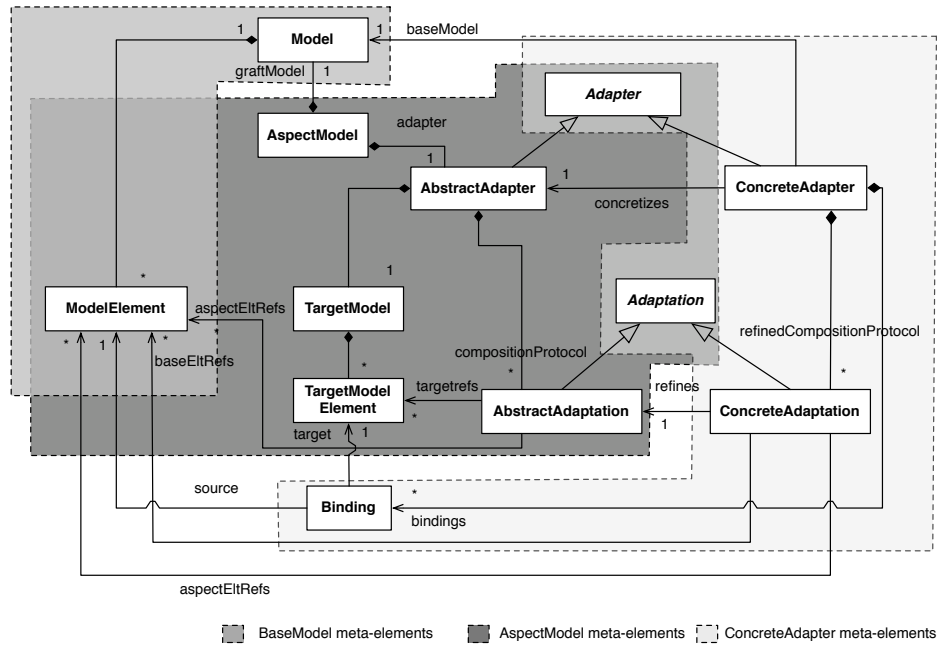 1
Model
1
baseModel
graftModel
1
Adapter
AspectModel
adapter
1
AbstractAdapter
1
concretizes
ConcreteAdapter
1
*
ModelElement
aspectEltRefs
*
TargetModel
Adaptation
refinedCompositionProtocol
*
1
*
baseEltRefs
compositionProtocol
*
*
TargetModel
Element
targetrefs
*
AbstractAdaptation
refines
1
*
ConcreteAdaptation
target
1
source
Binding
*
bindings
aspectEltRefs
BaseModel meta-elements
AspectModel meta-elements
ConcreteAdapter meta-elements